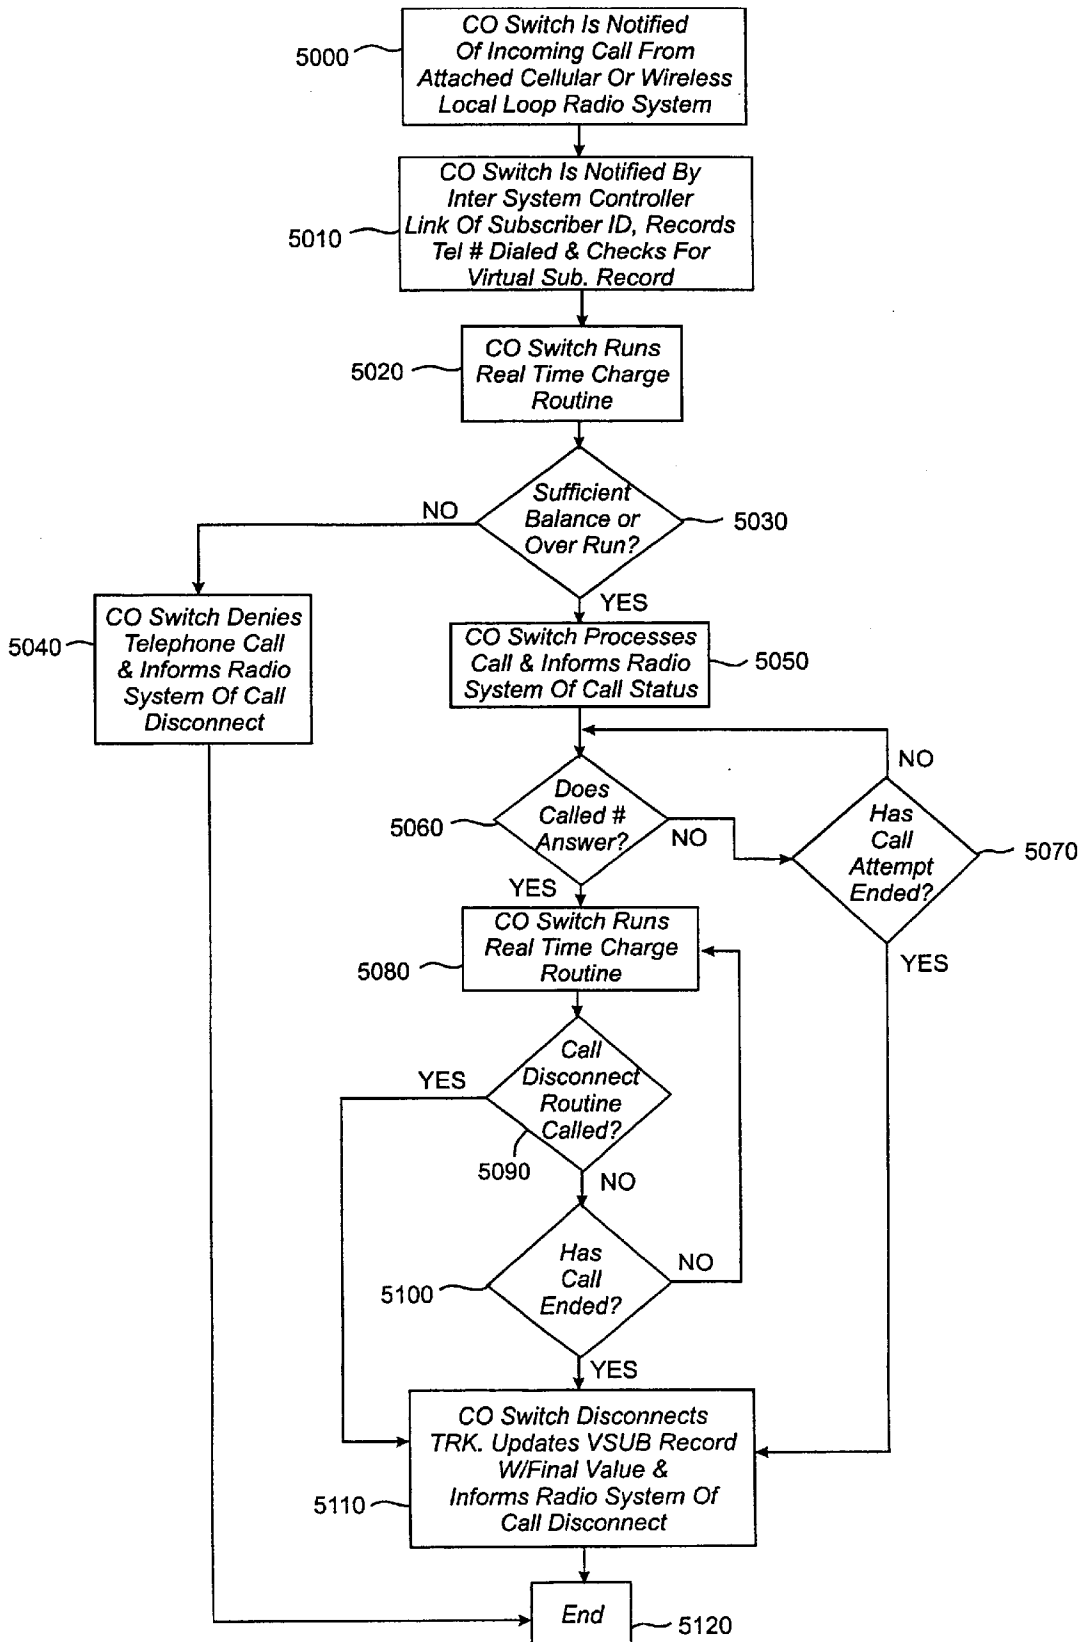 CO Switch Is Notified
Of Incoming Call From
Attached Cellular Or Wireless
Local Loop Radio System
5000
CO Switch Is Notified By
Inter System Controller
Link Of Subscriber ID, Records
Tel # Dialed & Checks For
Virtual Sub. Record
5010
CO Switch Runs
Real Time Charge
Routine
5020
Sufficient
Balance or
Over Run?
5030
NO
YES
CO Switch Denies
Telephone Call
& Informs Radio
System Of Call
Disconnect
5040
CO Switch Processes
Call & Informs Radio
System Of Call Status
5050
Does
Called #
Answer?
5060
NO
YES
Has
Call
Attempt
Ended?
5070
NO
YES
CO Switch Runs
Real Time Charge
Routine
5080
Call
Disconnect
Routine
Called?
5090
YES
NO
Has
Call
Ended?
5100
NO
YES
CO Switch Disconnects
TRK. Updates VSUB Record
W/Final Value &
Informs Radio System Of
Call Disconnect
5110
End
5120